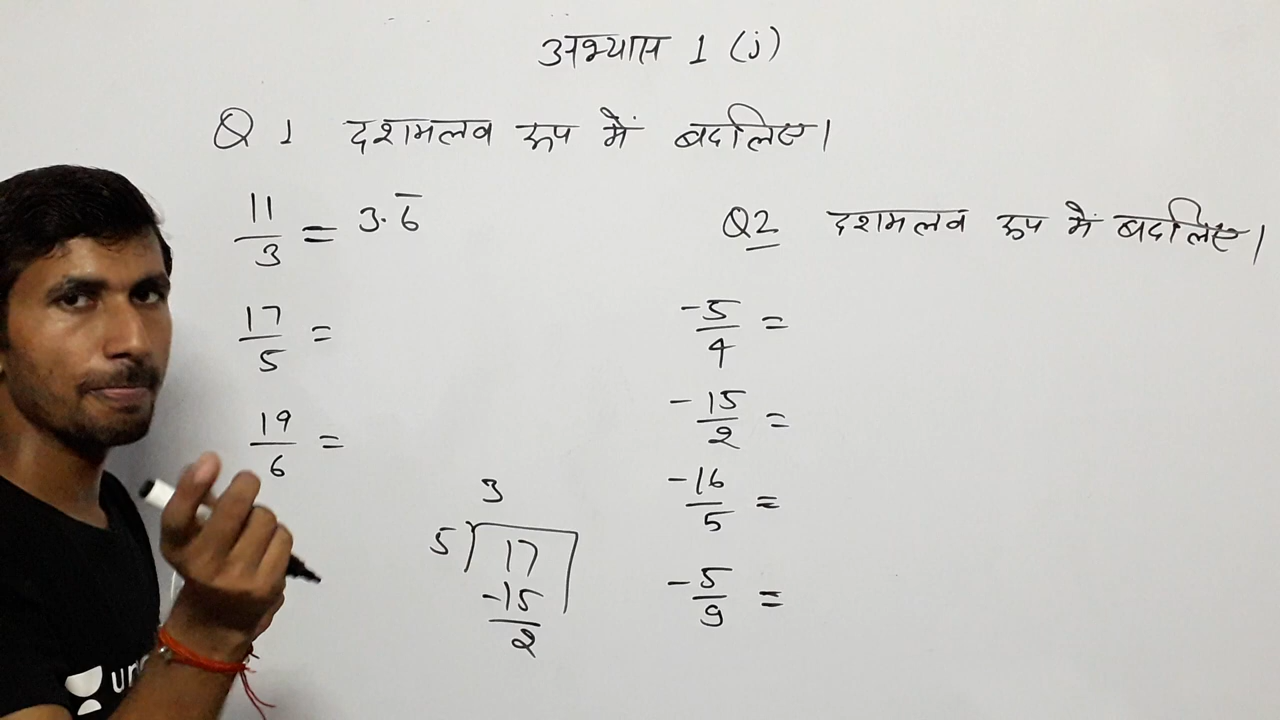 अभ्यास 1 (j)
Q 1 दशमलव रूप में बदलिए।
11/3 = 3.6̅
17/5 =
19/6 =
3
5) 17
-15
2
Q2 दशमलव रूप में बदलिए।
-5/4 =
-15/2 =
-16/5 =
-5/9 =